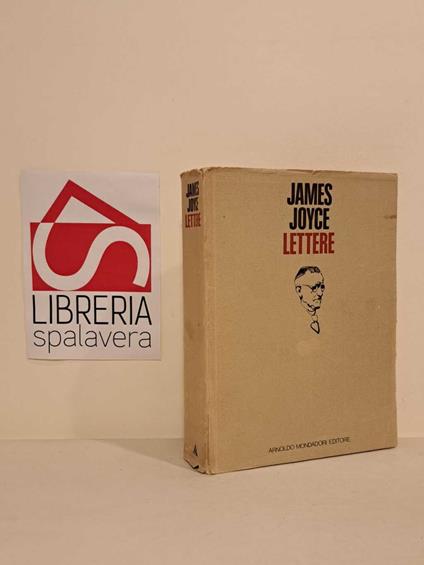 LIBRERIA
spalavera
JAMES
JOYCE
LETTERE
JAMES
JOYCE
LETTERE
ARNOLDO MONDADORI EDITORE